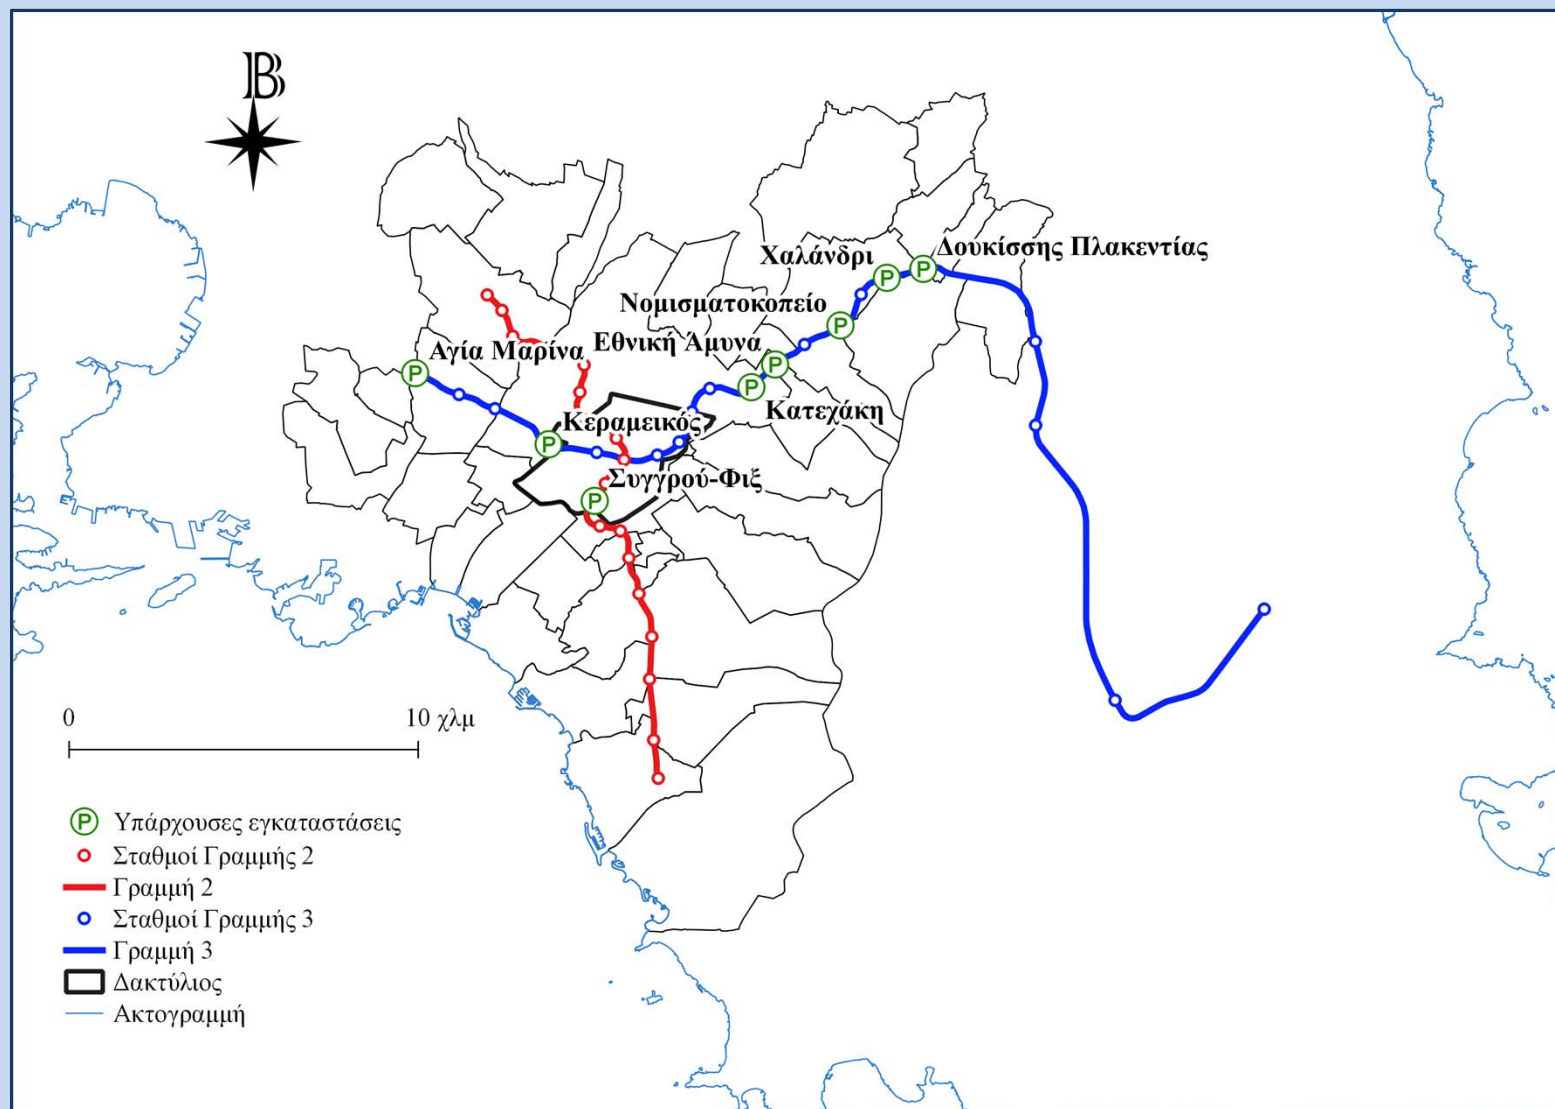 Β
Χαλάνδρι
Δουκίσσης Πλακεντίας
Νομισματοκοπείο
Εθνική Άμυνα
Αγία Μαρίνα
Κατεχάκη
Κεραμεικός
Συγγρού-Φιξ
0 10 χλμ
P Υπάρχουσες εγκαταστάσεις
Σταθμοί Γραμμής 2
Γραμμή 2
Σταθμοί Γραμμής 3
Γραμμή 3
Δακτύλιος
Ακτογραμμή
P
P
P
P
P
P
P
P